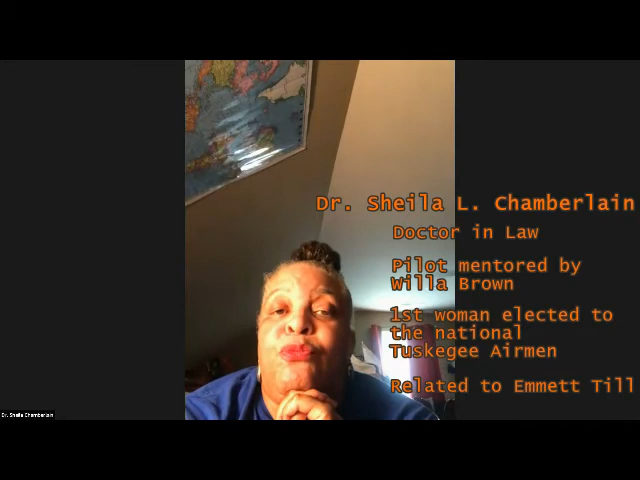 Dr. Sheila L. Chamberlain
Doctor in Law
Pilot mentored by
Willa Brown
1st woman elected to
the national
Tuskegee Airmen
Related to Emmett Till
Dr. Sheila Chamberlain